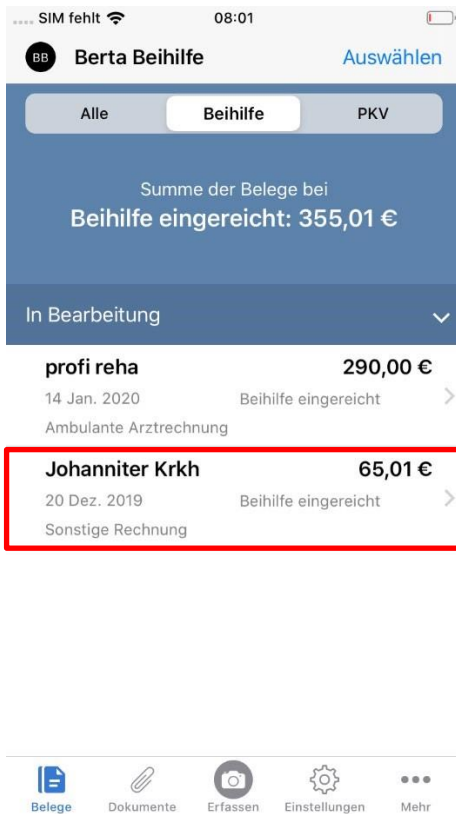 SIM fehlt 08:01
BB Berta Beihilfe Auswählen
Alle Beihilfe PKV
Summe der Belege bei
Beihilfe eingereicht: 355,01 €
In Bearbeitung
profi reha 290,00 €
14 Jan. 2020 Beihilfe eingereicht
Ambulante Arztrechnung
Johanniter Krkh 65,01 €
20 Dez. 2019 Beihilfe eingereicht
Sonstige Rechnung
Belege Dokumente Erfassen Einstellungen Mehr